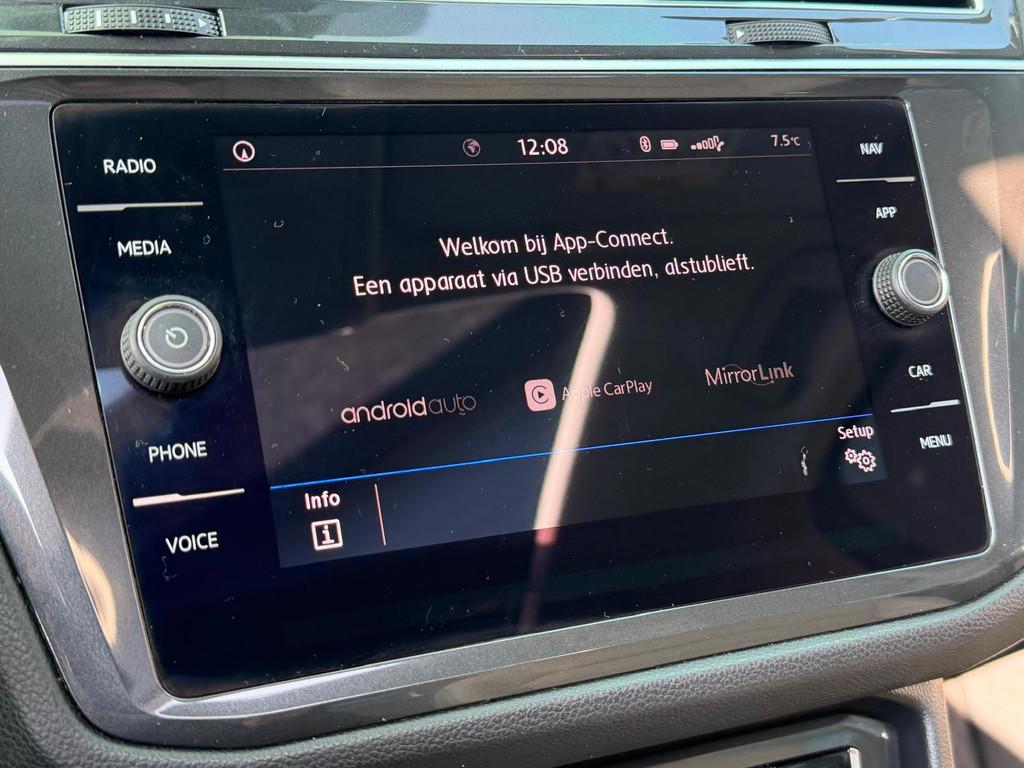 12:08
7.5°C
RADIO
MEDIA
PHONE
VOICE
Welkom bij App-Connect.
Een apparaat via USB verbinden, alstublieft.
androidauto
Apple CarPlay
MirrorLink
Info
Setup
NAV
APP
CAR
MENU